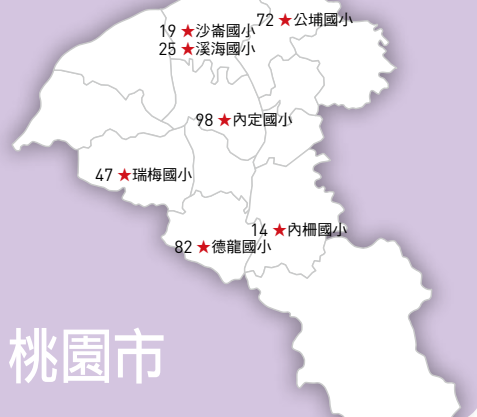 72 ★公埔國小
19 ★沙崙國小
25 ★溪海國小
98 ★內定國小
47 ★瑞梅國小
14 ★內柵國小
82 ★德龍國小
桃園市